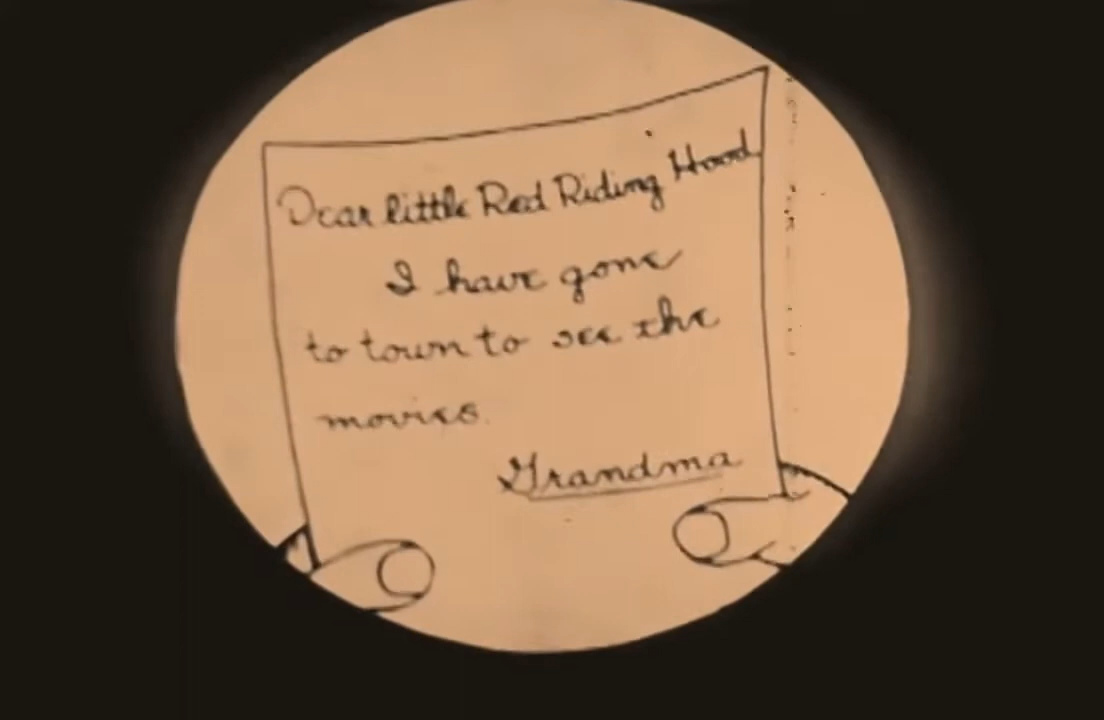 Dear little Red Riding Hood
I have gone
to town to see the
movies.
Grandma